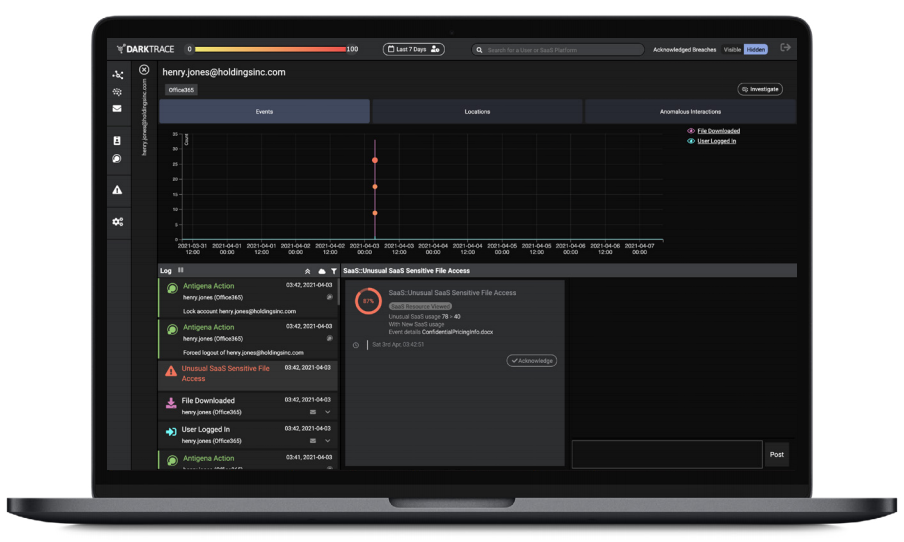 DARKTRACE 0 100 Last 7 Days Search for a User or SaaS Platform Acknowledged Breaches Visible Hidden
henry.jones@holdingsinc.com
henry.jones@holdingsinc.com
Office365 Investigate
Events Locations Anomalous Interactions
File Downloaded
User Logged In
Count
35
30
25
20
15
10
5
0
2021-03-31 2021-04-01 2021-04-01 2021-04-02 2021-04-02 2021-04-03 2021-04-03 2021-04-04 2021-04-04 2021-04-05 2021-04-05 2021-04-06 2021-04-06 2021-04-07
12:00 00:00 12:00 00:00 12:00 00:00 12:00 00:00 12:00 00:00 12:00 00:00 12:00 00:00
Log SaaS::Unusual SaaS Sensitive File Access
Antigena Action 03:42, 2021-04-03
henry.jones (Office365)
Lock account henry.jones@holdingsinc.com
Antigena Action 03:42, 2021-04-03
henry.jones (Office365)
Forced logout of henry.jones@holdingsinc.com
Unusual SaaS Sensitive File 03:42, 2021-04-03
Access
File Downloaded 03:42, 2021-04-03
henry.jones (Office365)
User Logged In 03:42, 2021-04-03
henry.jones (Office365)
Antigena Action 03:41, 2021-04-03
97%
SaaS::Unusual SaaS Sensitive File Access
SaaS Resource Viewed
Unusual SaaS usage 78 > 40
With New SaaS usage
Event details ConfidentialPricingInfo.docx
Sat 3rd Apr, 03:42:51
Acknowledge
Post